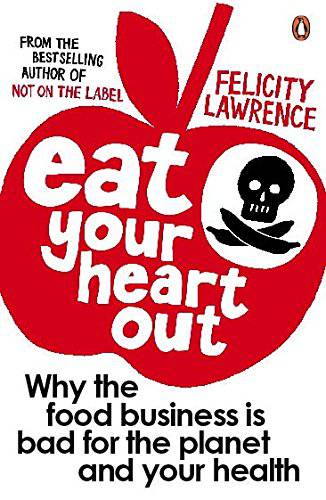 FROM THE
BESTSELLING
AUTHOR OF
NOT ON THE LABEL
FELICITY
LAWRENCE
eat
your
heart
out
Why the
food business is
bad for the planet
and your health